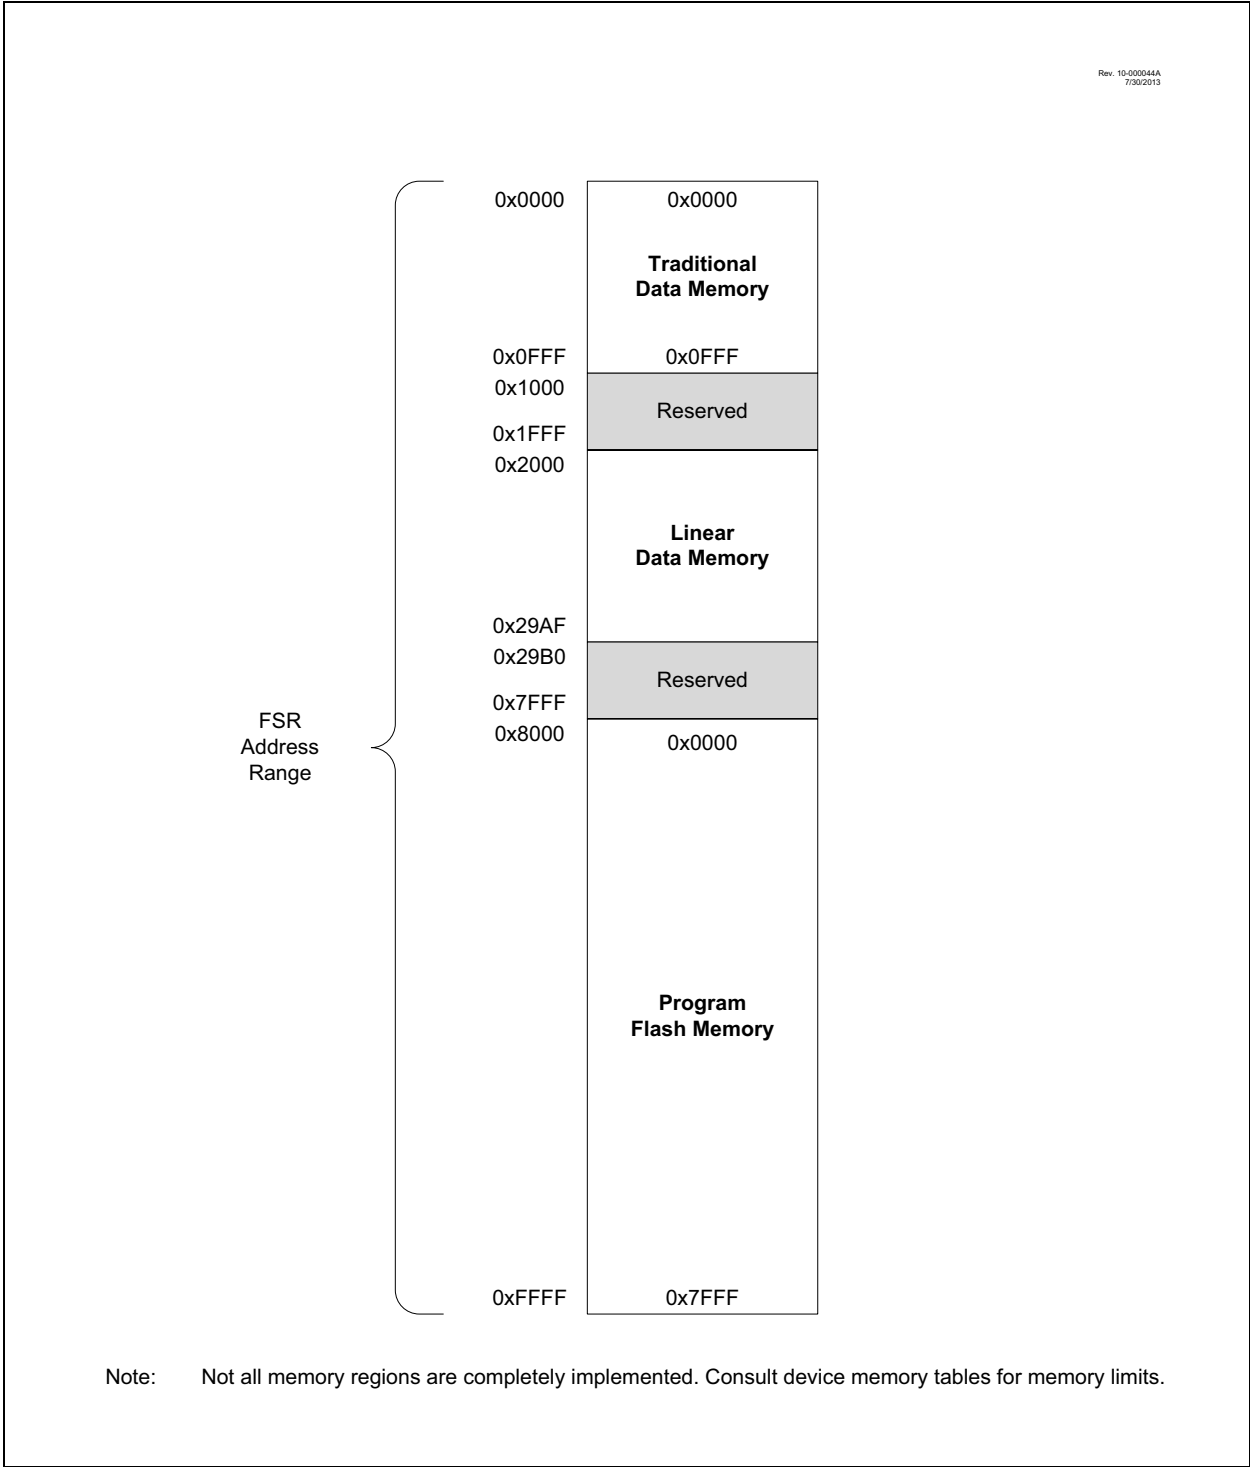 Rev. 10-000044A
7/30/2013
0x0000 0x0000
Traditional
Data Memory
0x0FFF 0x0FFF
0x1000
Reserved
0x1FFF
0x2000
Linear
Data Memory
0x29AF
0x29B0
Reserved
0x7FFF
0x8000 0x0000
FSR
Address
Range
Program
Flash Memory
0xFFFF 0x7FFF
Note: Not all memory regions are completely implemented. Consult device memory tables for memory limits.